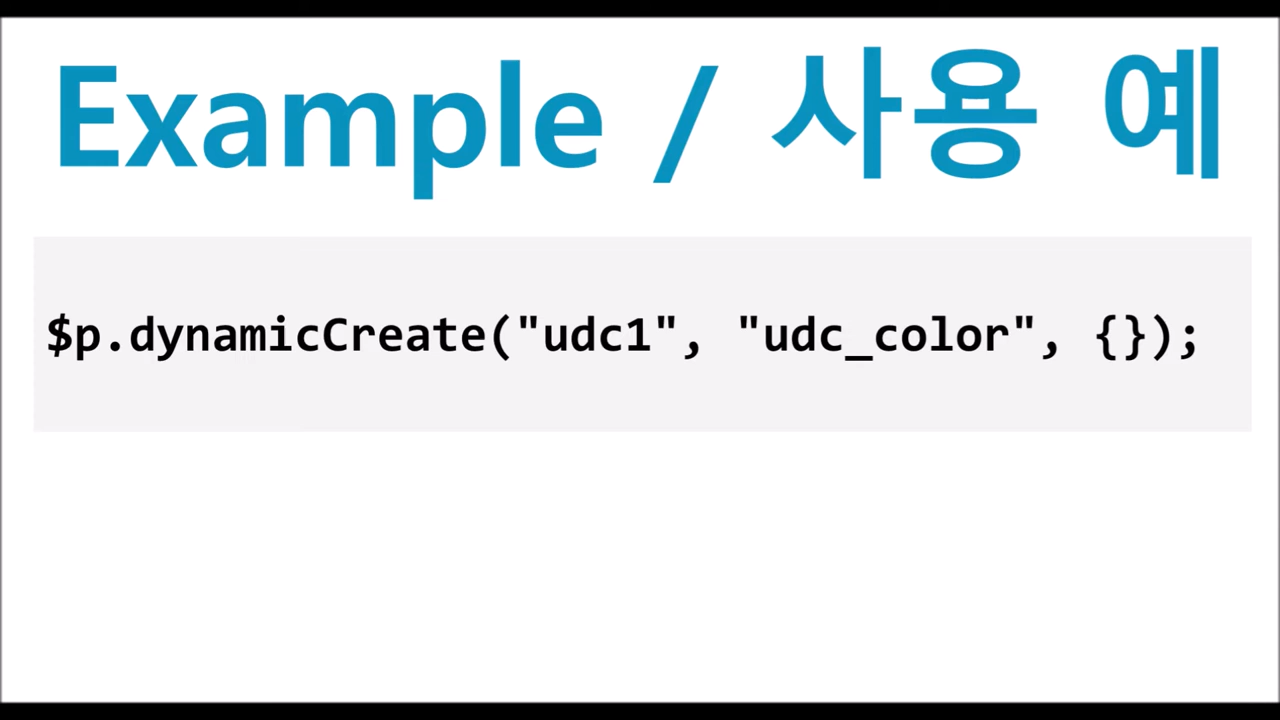 Example / 사용 예
$p.dynamicCreate("udc1", "udc_color", {});